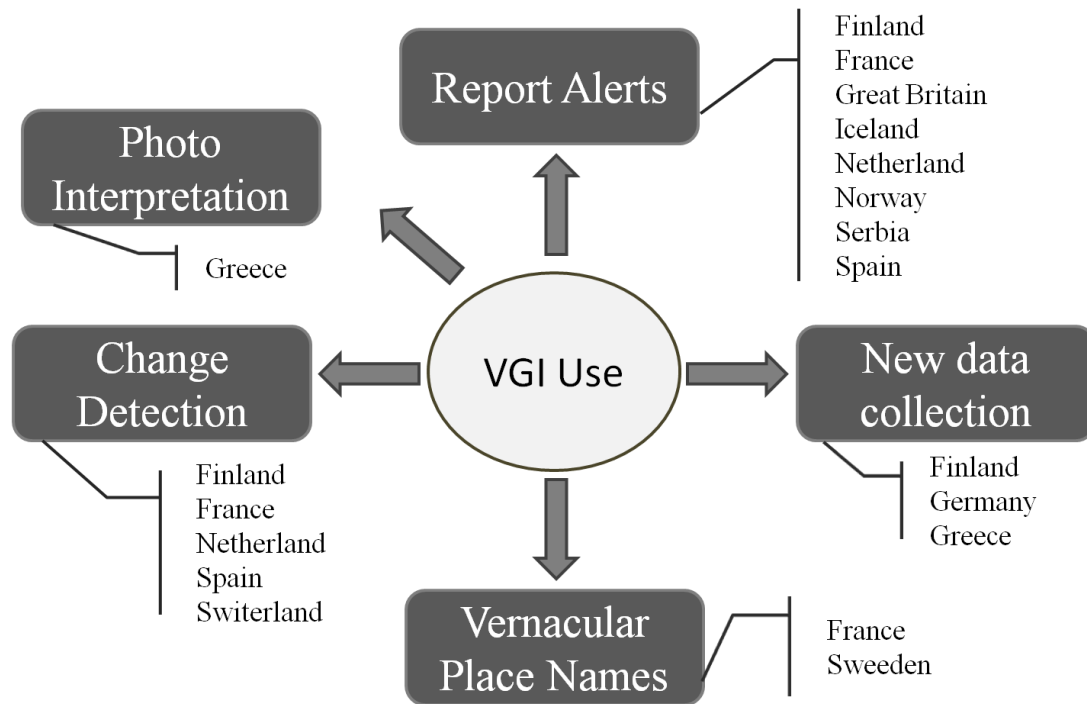 Report Alerts
Finland
France
Great Britain
Iceland
Netherland
Norway
Serbia
Spain
Photo
Interpretation
Greece
Change
Detection
Finland
France
Netherland
Spain
Switerland
VGI Use
New data
collection
Finland
Germany
Greece
Vernacular
Place Names
France
Sweeden